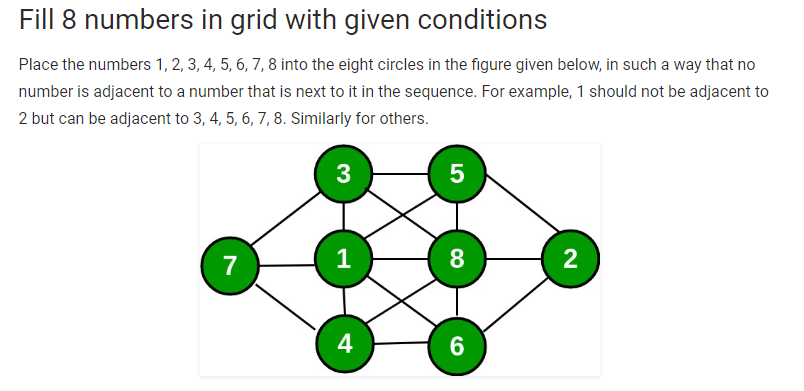 Fill 8 numbers in grid with given conditions
Place the numbers 1, 2, 3, 4, 5, 6, 7, 8 into the eight circles in the figure given below, in such a way that no
number is adjacent to a number that is next to it in the sequence. For example, 1 should not be adjacent to
2 but can be adjacent to 3, 4, 5, 6, 7, 8. Similarly for others.
3 5
7 1 8 2
4 6